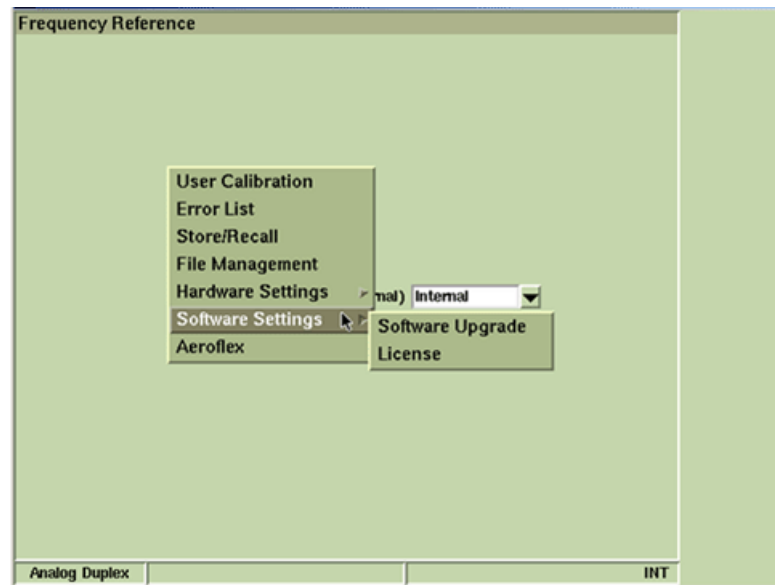 Frequency Reference
User Calibration
Error List
Store/Recall
File Management
Hardware Settings
nal) Internal
Software Settings
Software Upgrade
Aeroflex
License
Analog Duplex
INT